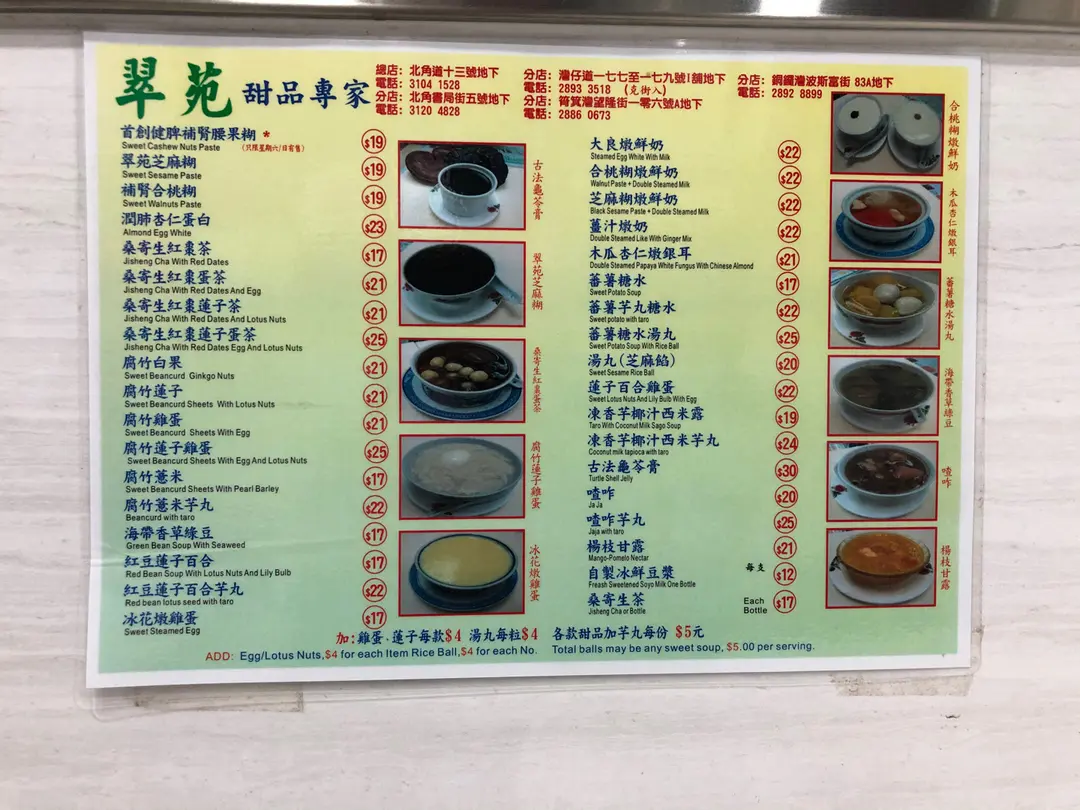 翠苑 甜品專家
總店：北角道十三號地下
電話：3104 1528
分店：北角書局街五號地下
電話：3120 4828
分店：灣仔道一七七至一七九號1舖地下
電話：2893 3518 （克街入）
分店：筲箕灣望隆街一零六號A地下
電話：2886 0673
分店：銅鑼灣波斯富街 83A地下
電話：2892 8899
首創健脾補腎腰果糊 * $19
Sweet Cashew Nuts Paste （只限星期六/日有售）
翠苑芝麻糊 $19
Sweet Sesame Paste
補腎合桃糊 $19
Sweet Walnuts Paste
潤肺杏仁蛋白 $23
Almond Egg White
桑寄生紅棗茶 $17
Jisheng Cha With Red Dates
桑寄生紅棗蛋茶 $21
Jisheng Cha With Red Dates And Egg
桑寄生紅棗蓮子茶 $21
Jisheng Cha With Red Dates And Lotus Nuts
桑寄生紅棗蓮子蛋茶 $25
Jisheng Cha With Red Dates Egg And Lotus Nuts
腐竹白果 $21
Sweet Beancurd Ginkgo Nuts
腐竹蓮子 $21
Sweet Beancurd Sheets With Lotus Nuts
腐竹雞蛋 $21
Sweet Beancurd Sheets With Egg
腐竹蓮子雞蛋 $25
Sweet Beancurd Sheets With Egg And Lotus Nuts
腐竹薏米 $17
Sweet Beancurd Sheets With Pearl Barley
腐竹薏米芋丸 $22
Beancurd with taro
海帶香草綠豆 $17
Green Bean Soup With Seaweed
紅豆蓮子百合 $17
Red Bean Soup With Lotus Nuts And Lily Bulb
紅豆蓮子百合芋丸 $22
Red bean lotus seed with taro
冰花燉雞蛋 $17
Sweet Steamed Egg
古法龜苓膏
翠苑芝麻糊
桑寄生紅棗蛋茶
腐竹蓮子雞蛋
冰花燉雞蛋
大良燉鮮奶 $22
Steamed Egg White With Milk
合桃糊燉鮮奶 $22
Walnut Paste + Double Steamed Milk
芝麻糊燉鮮奶 $22
Black Sesame Paste + Double Steamed Milk
薑汁燉奶 $22
Double Steamed Like With Ginger Mix
木瓜杏仁燉銀耳 $21
Double Steamed Papaya White Fungus With Chinese Almond
蕃薯糖水 $17
Sweet Potato Soup
蕃薯芋丸糖水 $22
Sweet potato with taro
蕃薯糖水湯丸 $25
Sweet Potato Soup With Rice Ball
湯丸（芝麻餡） $20
Sweet Sesame Rice Ball
蓮子百合雞蛋 $22
Sweet Lotus Nuts And Lily Bulb With Egg
凍香芋椰汁西米露 $19
Taro With Coconut Milk Sago Soup
凍香芋椰汁西米芋丸 $24
Coconut milk tapioca with taro
古法龜苓膏 $30
Turtle Shell Jelly
喳咋 $20
Ja Ja
喳咋芋丸 $25
Jaja with taro
楊枝甘露 $21
Mango-Pomelo Nectar
自製冰鮮豆漿 每支 $12
Freash Sweetened Soyo Milk One Bottle
桑寄生茶 Each Bottle $17
Jisheng Cha or Bottle
合桃糊燉鮮奶
木瓜杏仁燉銀耳
蕃薯糖水湯丸
海帶香草綠豆
喳咋
楊枝甘露
加：雞蛋、蓮子每款$4 湯丸每粒$4 各款甜品加芋丸每份 $5元
ADD: Egg/Lotus Nuts,$4 for each Item Rice Ball,$4 for each No. Total balls may be any sweet soup, $5.00 per serving.